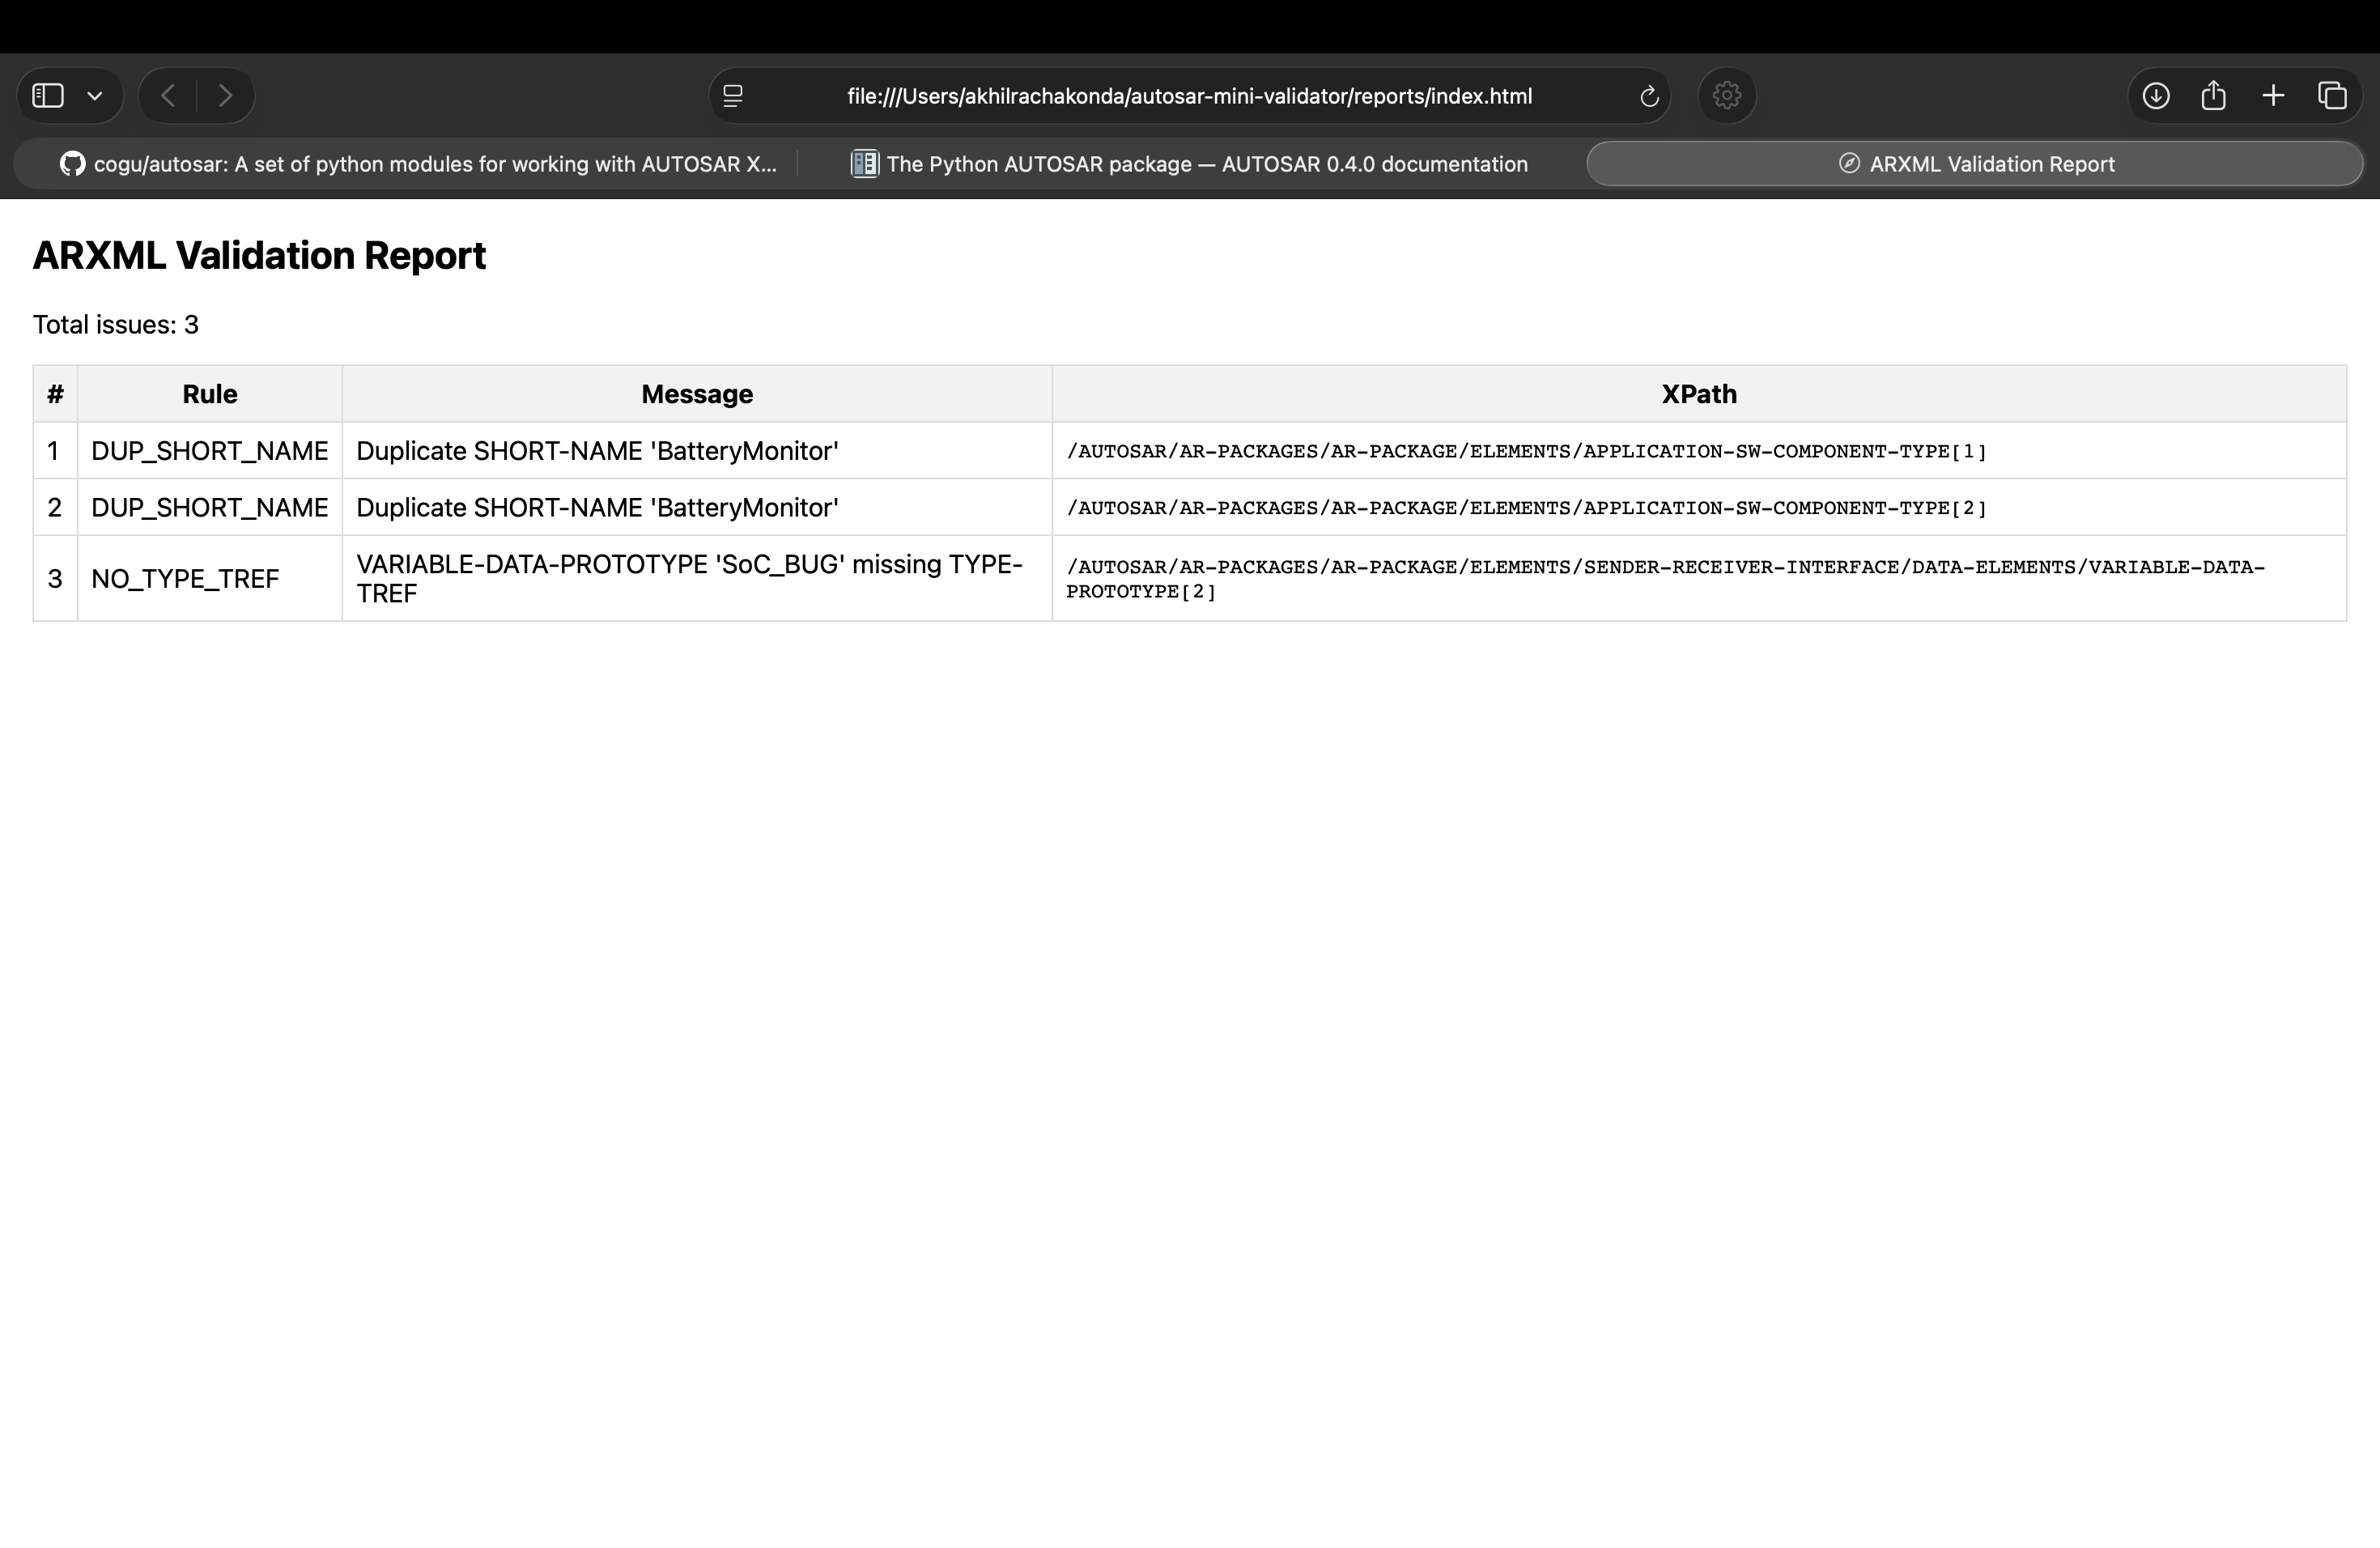 file:///Users/akhilrachakonda/autosar-mini-validator/reports/index.html
cogu/autosar: A set of python modules for working with AUTOSAR X...
The Python AUTOSAR package — AUTOSAR 0.4.0 documentation
ARXML Validation Report
ARXML Validation Report
Total issues: 3
# Rule Message XPath
1 DUP_SHORT_NAME Duplicate SHORT-NAME 'BatteryMonitor' /AUTOSAR/AR-PACKAGES/AR-PACKAGE/ELEMENTS/APPLICATION-SW-COMPONENT-TYPE[1]
2 DUP_SHORT_NAME Duplicate SHORT-NAME 'BatteryMonitor' /AUTOSAR/AR-PACKAGES/AR-PACKAGE/ELEMENTS/APPLICATION-SW-COMPONENT-TYPE[2]
3 NO_TYPE_TREF VARIABLE-DATA-PROTOTYPE 'SoC_BUG' missing TYPE-
TREF
/AUTOSAR/AR-PACKAGES/AR-PACKAGE/ELEMENTS/SENDER-RECEIVER-INTERFACE/DATA-ELEMENTS/VARIABLE-DATA-
PROTOTYPE[2]